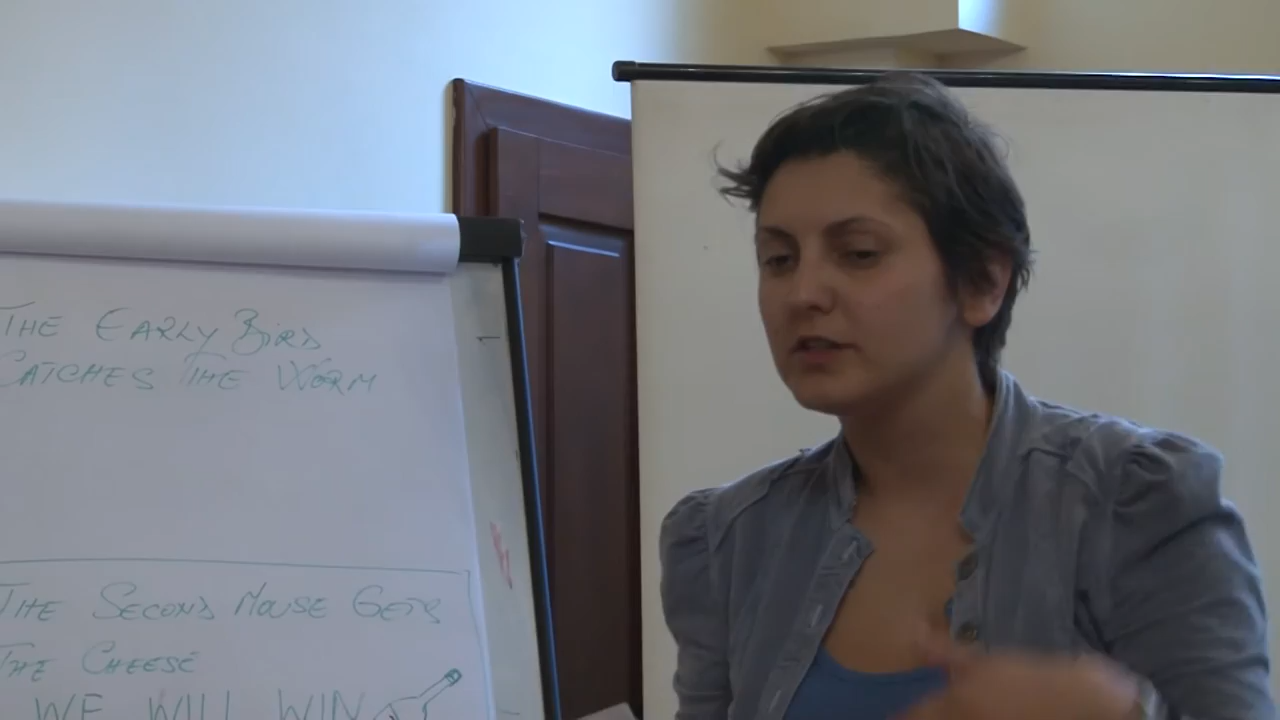 THE EARLY BIRD
CATCHES THE WORM
THE SECOND MOUSE GETS
THE CHEESE
WE WILL WIN